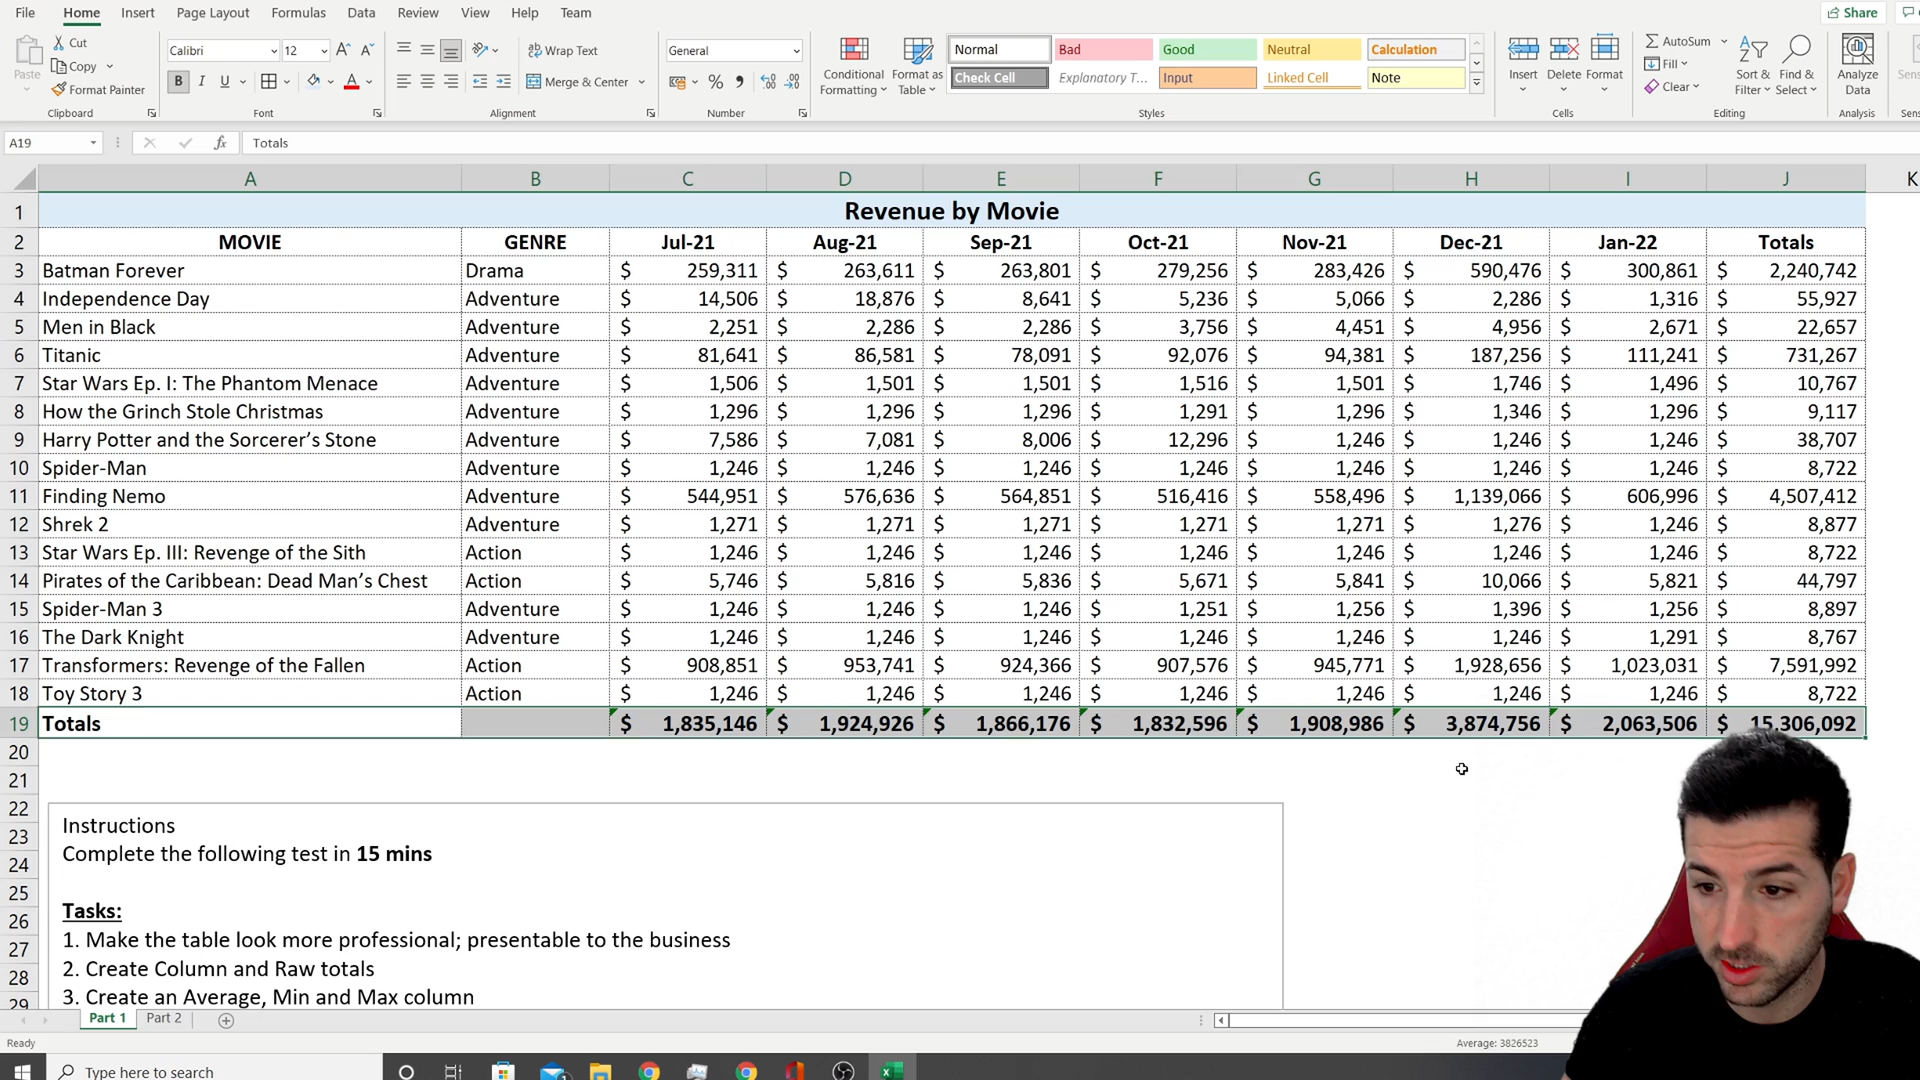 File Home Insert Page Layout Formulas Data Review View Help Team Share
Paste Cut Copy Format Painter Clipboard
Calibri 12 B I U Font
Wrap Text Merge & Center Alignment
General % Number
Conditional Formatting Format as Table
Normal Bad Good Neutral Calculation
Check Cell Explanatory T... Input Linked Cell Note
Styles
Insert Delete Format Cells
AutoSum Fill Clear Sort & Filter Find & Select Editing
Analyze Data Analysis
A19 fx Totals
A B C D E F G H I J K
1 Revenue by Movie
2 MOVIE GENRE Jul-21 Aug-21 Sep-21 Oct-21 Nov-21 Dec-21 Jan-22 Totals
3 Batman Forever Drama $ 259,311 $ 263,611 $ 263,801 $ 279,256 $ 283,426 $ 590,476 $ 300,861 $ 2,240,742
4 Independence Day Adventure $ 14,506 $ 18,876 $ 8,641 $ 5,236 $ 5,066 $ 2,286 $ 1,316 $ 55,927
5 Men in Black Adventure $ 2,251 $ 2,286 $ 2,286 $ 3,756 $ 4,451 $ 4,956 $ 2,671 $ 22,657
6 Titanic Adventure $ 81,641 $ 86,581 $ 78,091 $ 92,076 $ 94,381 $ 187,256 $ 111,241 $ 731,267
7 Star Wars Ep. I: The Phantom Menace Adventure $ 1,506 $ 1,501 $ 1,501 $ 1,516 $ 1,501 $ 1,746 $ 1,496 $ 10,767
8 How the Grinch Stole Christmas Adventure $ 1,296 $ 1,296 $ 1,296 $ 1,291 $ 1,296 $ 1,346 $ 1,296 $ 9,117
9 Harry Potter and the Sorcerer’s Stone Adventure $ 7,586 $ 7,081 $ 8,006 $ 12,296 $ 1,246 $ 1,246 $ 1,246 $ 38,707
10 Spider-Man Adventure $ 1,246 $ 1,246 $ 1,246 $ 1,246 $ 1,246 $ 1,246 $ 1,246 $ 8,722
11 Finding Nemo Adventure $ 544,951 $ 576,636 $ 564,851 $ 516,416 $ 558,496 $ 1,139,066 $ 606,996 $ 4,507,412
12 Shrek 2 Adventure $ 1,271 $ 1,271 $ 1,271 $ 1,271 $ 1,271 $ 1,276 $ 1,246 $ 8,877
13 Star Wars Ep. III: Revenge of the Sith Action $ 1,246 $ 1,246 $ 1,246 $ 1,246 $ 1,246 $ 1,246 $ 1,246 $ 8,722
14 Pirates of the Caribbean: Dead Man’s Chest Action $ 5,746 $ 5,816 $ 5,836 $ 5,671 $ 5,841 $ 10,066 $ 5,821 $ 44,797
15 Spider-Man 3 Adventure $ 1,246 $ 1,246 $ 1,246 $ 1,251 $ 1,256 $ 1,396 $ 1,256 $ 8,897
16 The Dark Knight Adventure $ 1,246 $ 1,246 $ 1,246 $ 1,246 $ 1,246 $ 1,246 $ 1,291 $ 8,767
17 Transformers: Revenge of the Fallen Action $ 908,851 $ 953,741 $ 924,366 $ 907,576 $ 945,771 $ 1,928,656 $ 1,023,031 $ 7,591,992
18 Toy Story 3 Action $ 1,246 $ 1,246 $ 1,246 $ 1,246 $ 1,246 $ 1,246 $ 1,246 $ 8,722
19 Totals $ 1,835,146 $ 1,924,926 $ 1,866,176 $ 1,832,596 $ 1,908,986 $ 3,874,756 $ 2,063,506 $ 15,306,092
20
21
22
23 Instructions
24 Complete the following test in 15 mins
25
26 Tasks:
27 1. Make the table look more professional; presentable to the business
28 2. Create Column and Raw totals
29 3. Create an Average, Min and Max column
Part 1 Part 2
Ready Average: 3826523
Type here to search